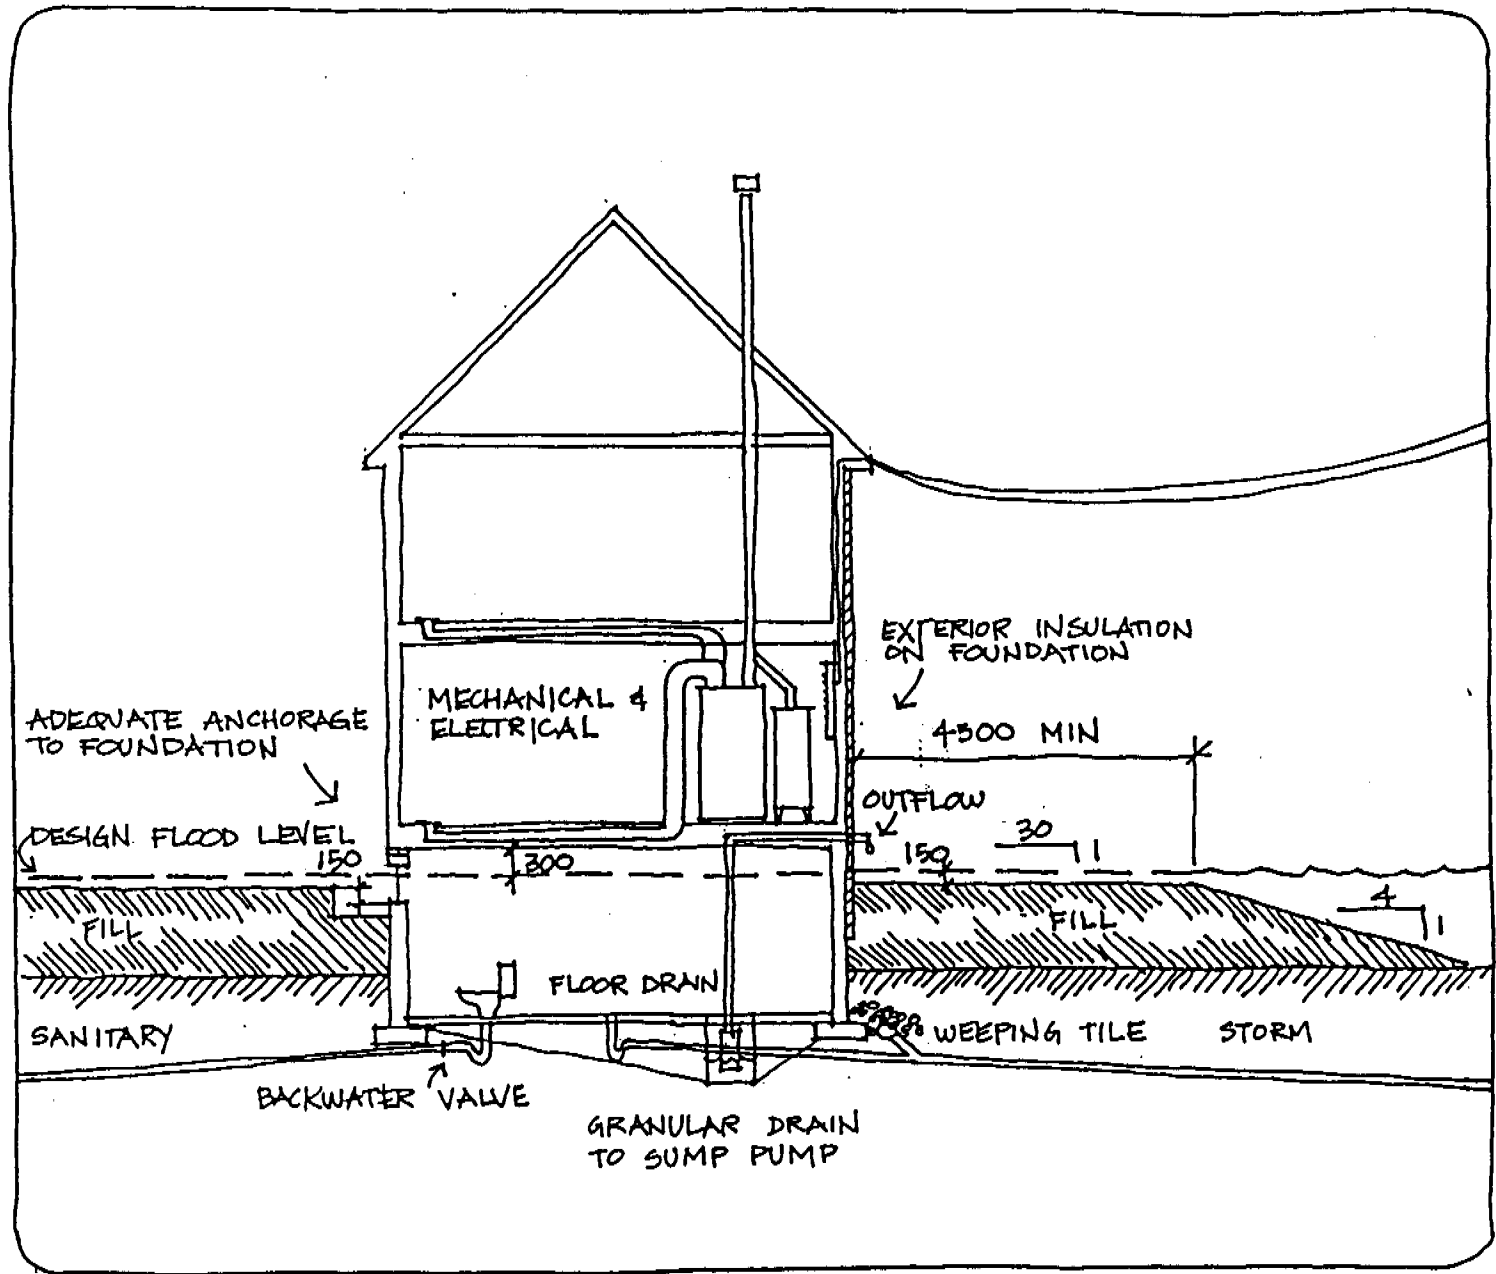 EXTERIOR INSULATION
ON FOUNDATION
MECHANICAL &
ELECTRICAL
ADEQUATE ANCHORAGE
TO FOUNDATION
4500 MIN
OUTFLOW
DESIGN FLOOD LEVEL
30
1
150
300
150
4
1
FILL
FILL
FLOOR DRAIN
SANITARY
WEEPING TILE
STORM
BACKWATER VALVE
GRANULAR DRAIN
TO SUMP PUMP